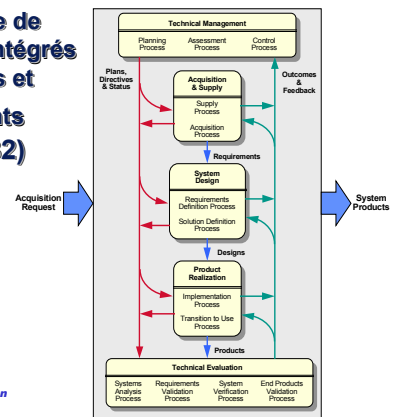 e de
ntégrés
s et
nts
32)
Technical Management
Planning Process
Assessment Process
Control Process
Plans, Directives & Status
Outcomes & Feedback
Acquisition & Supply
Supply Process
Acquisition Process
Requirements
System Design
Requirements Definition Process
Solution Definition Process
Acquisition Request
System Products
Designs
Product Realization
Implementation Process
Transition to Use Process
Products
Technical Evaluation
Systems Analysis Process
Requirements Validation Process
System Verification Process
End Products Validation Process
n